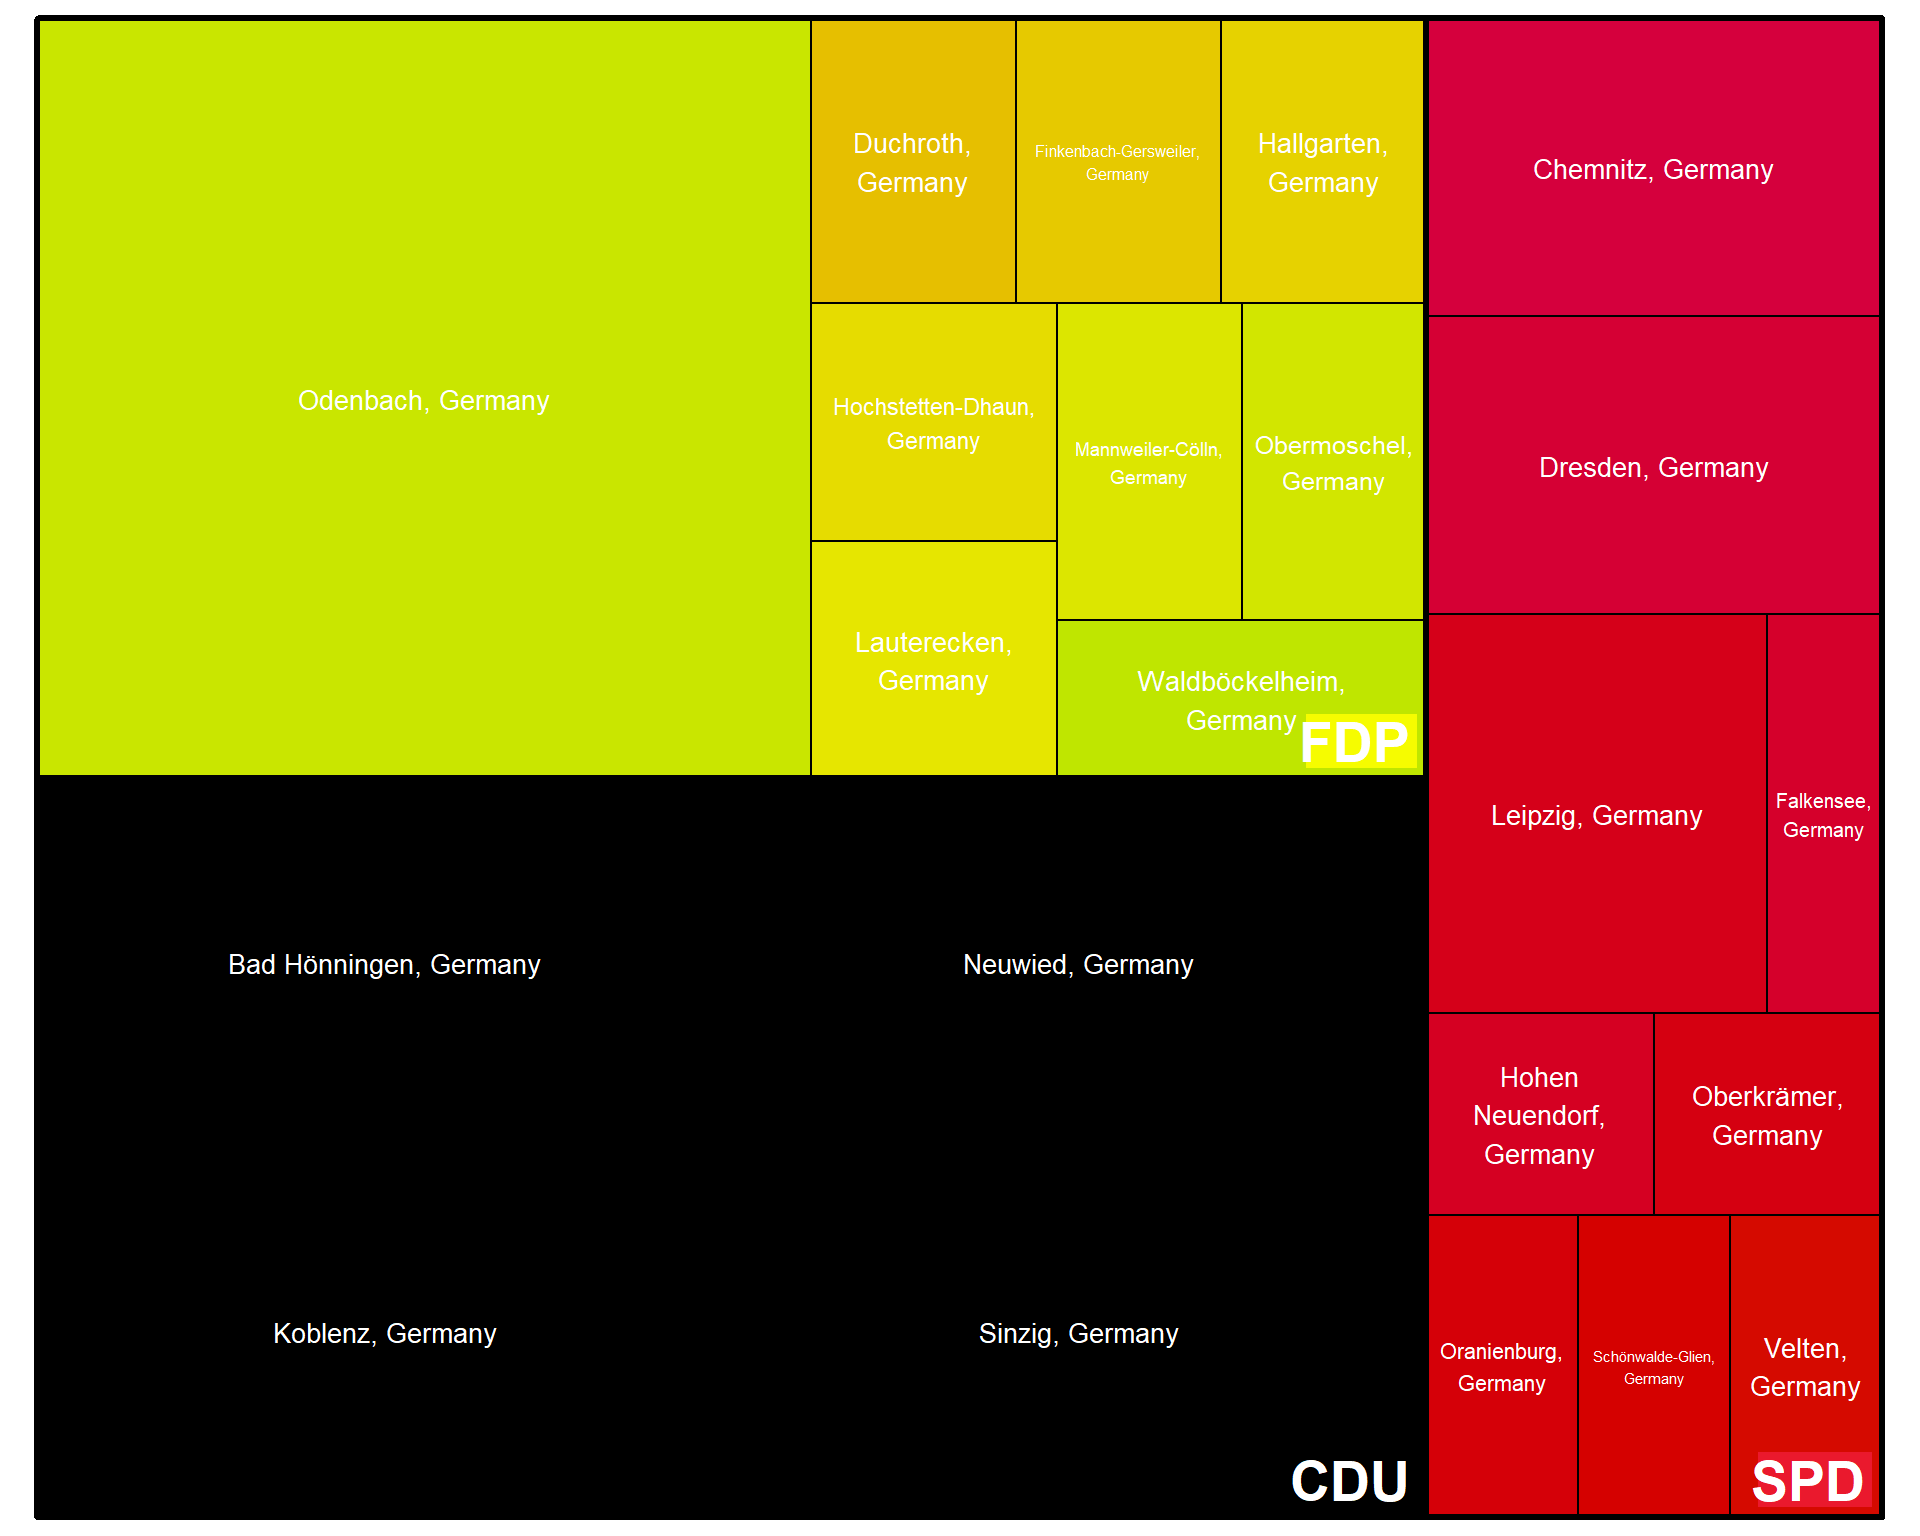 Odenbach, Germany
Duchroth,
Germany
Finkenbach-Gersweiler,
Germany
Hallgarten,
Germany
Hochstetten-Dhaun,
Germany
Mannweiler-Cölln,
Germany
Obermoschel,
Germany
Lauterecken,
Germany
Waldböckelheim,
Germany
FDP
Bad Hönningen, Germany
Neuwied, Germany
Koblenz, Germany
Sinzig, Germany
CDU
Chemnitz, Germany
Dresden, Germany
Leipzig, Germany
Falkensee,
Germany
Hohen
Neuendorf,
Germany
Oberkrämer,
Germany
Oranienburg,
Germany
Schönwalde-Glien,
Germany
Velten,
Germany
SPD